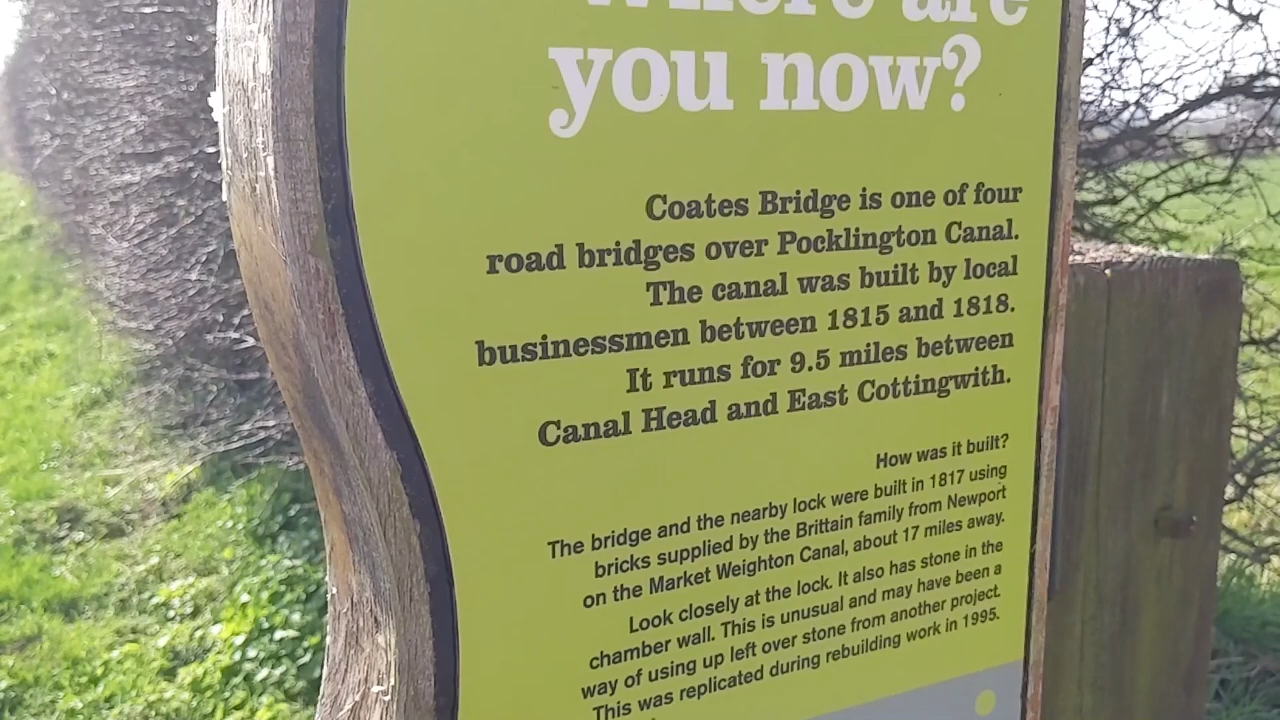 where are
you now?
Coates Bridge is one of four
road bridges over Pocklington Canal.
The canal was built by local
businessmen between 1815 and 1818.
It runs for 9.5 miles between
Canal Head and East Cottingwith.
How was it built?
The bridge and the nearby lock were built in 1817 using
bricks supplied by the Brittain family from Newport
on the Market Weighton Canal, about 17 miles away.
Look closely at the lock. It also has stone in the
chamber wall. This is unusual and may have been a
way of using up left over stone from another project.
This was replicated during rebuilding work in 1995.